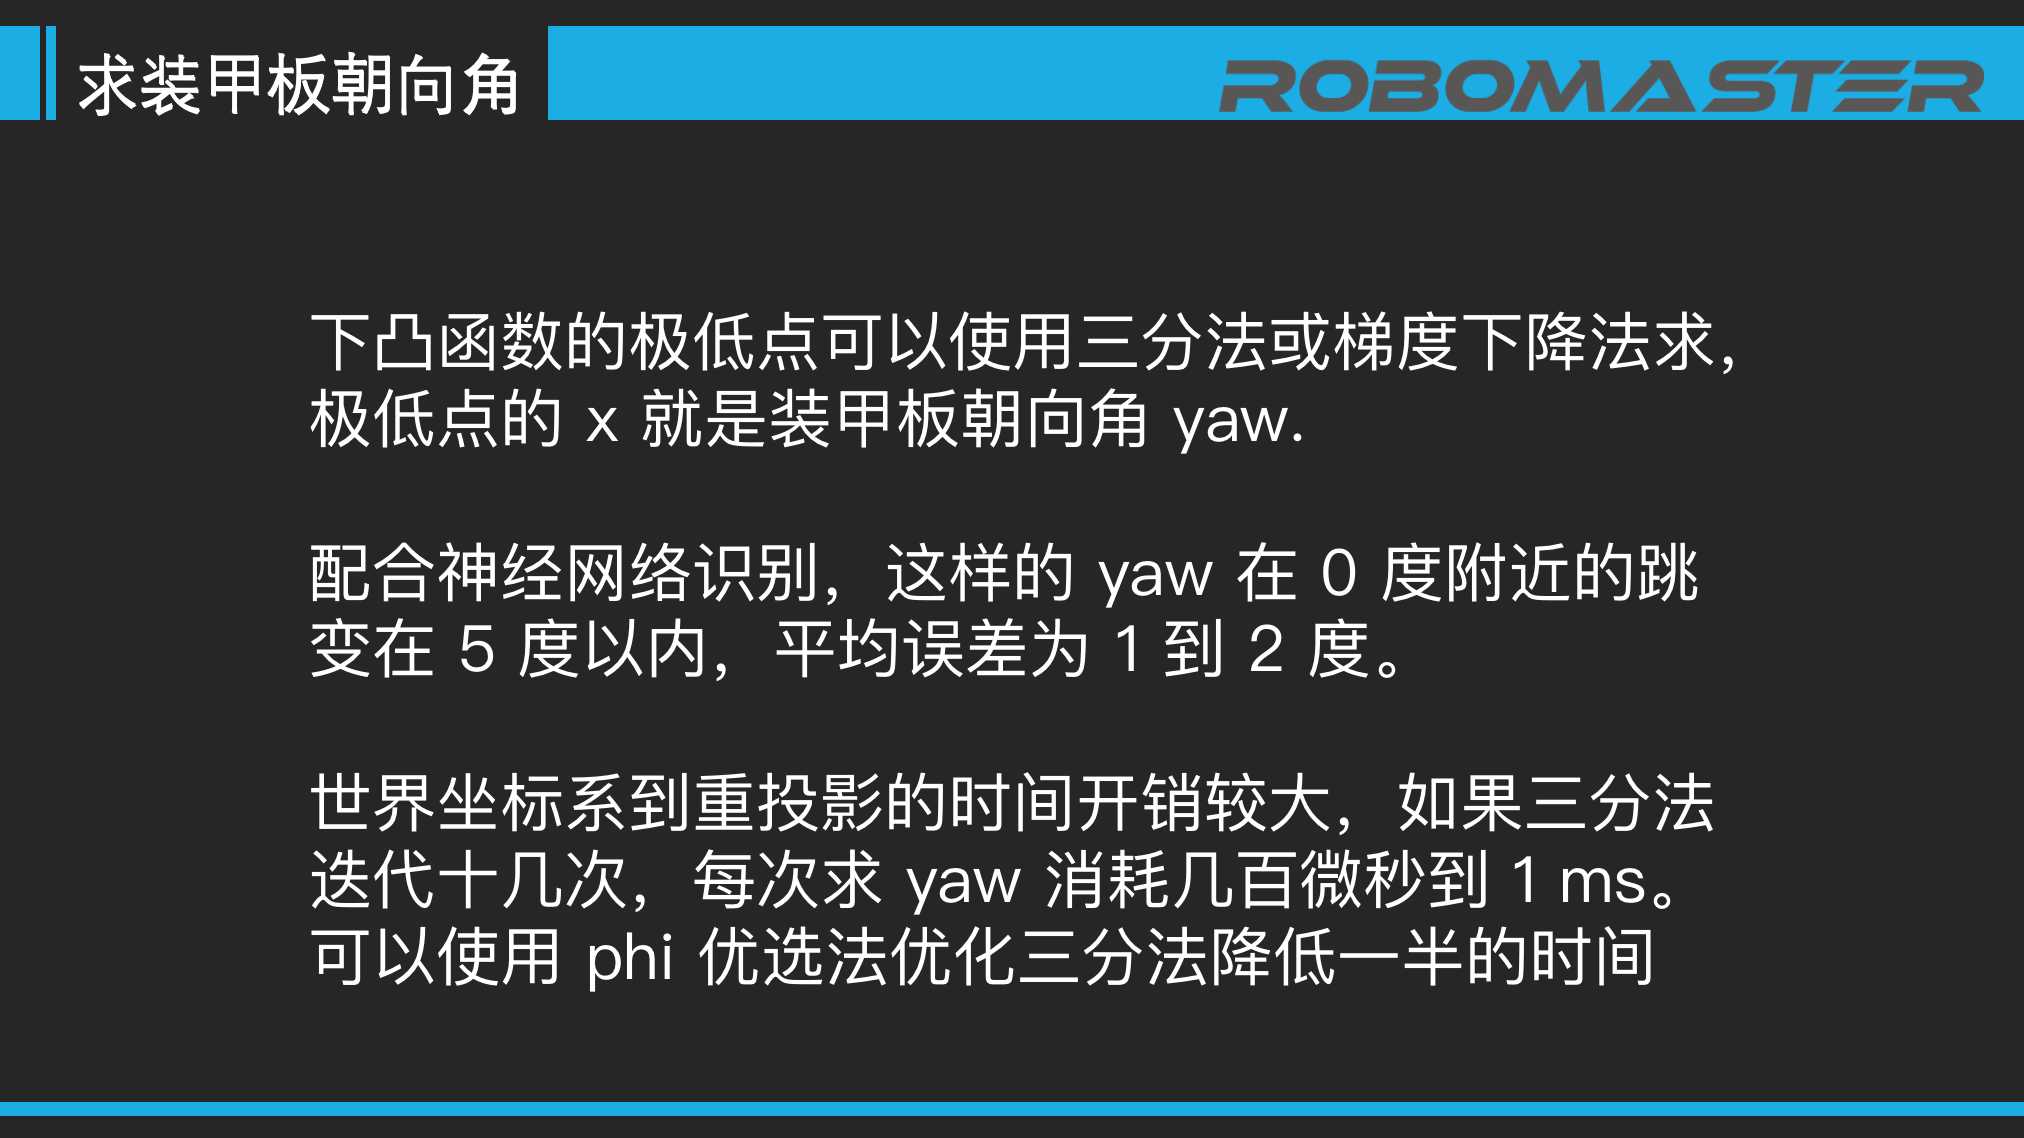 求装甲板朝向角
ROBOMASTER
下凸函数的极低点可以使用三分法或梯度下降法求，
极低点的 x 就是装甲板朝向角 yaw.
配合神经网络识别，这样的 yaw 在 0 度附近的跳
变在 5 度以内，平均误差为 1 到 2 度。
世界坐标系到重投影的时间开销较大，如果三分法
迭代十几次，每次求 yaw 消耗几百微秒到 1 ms。
可以使用 phi 优选法优化三分法降低一半的时间